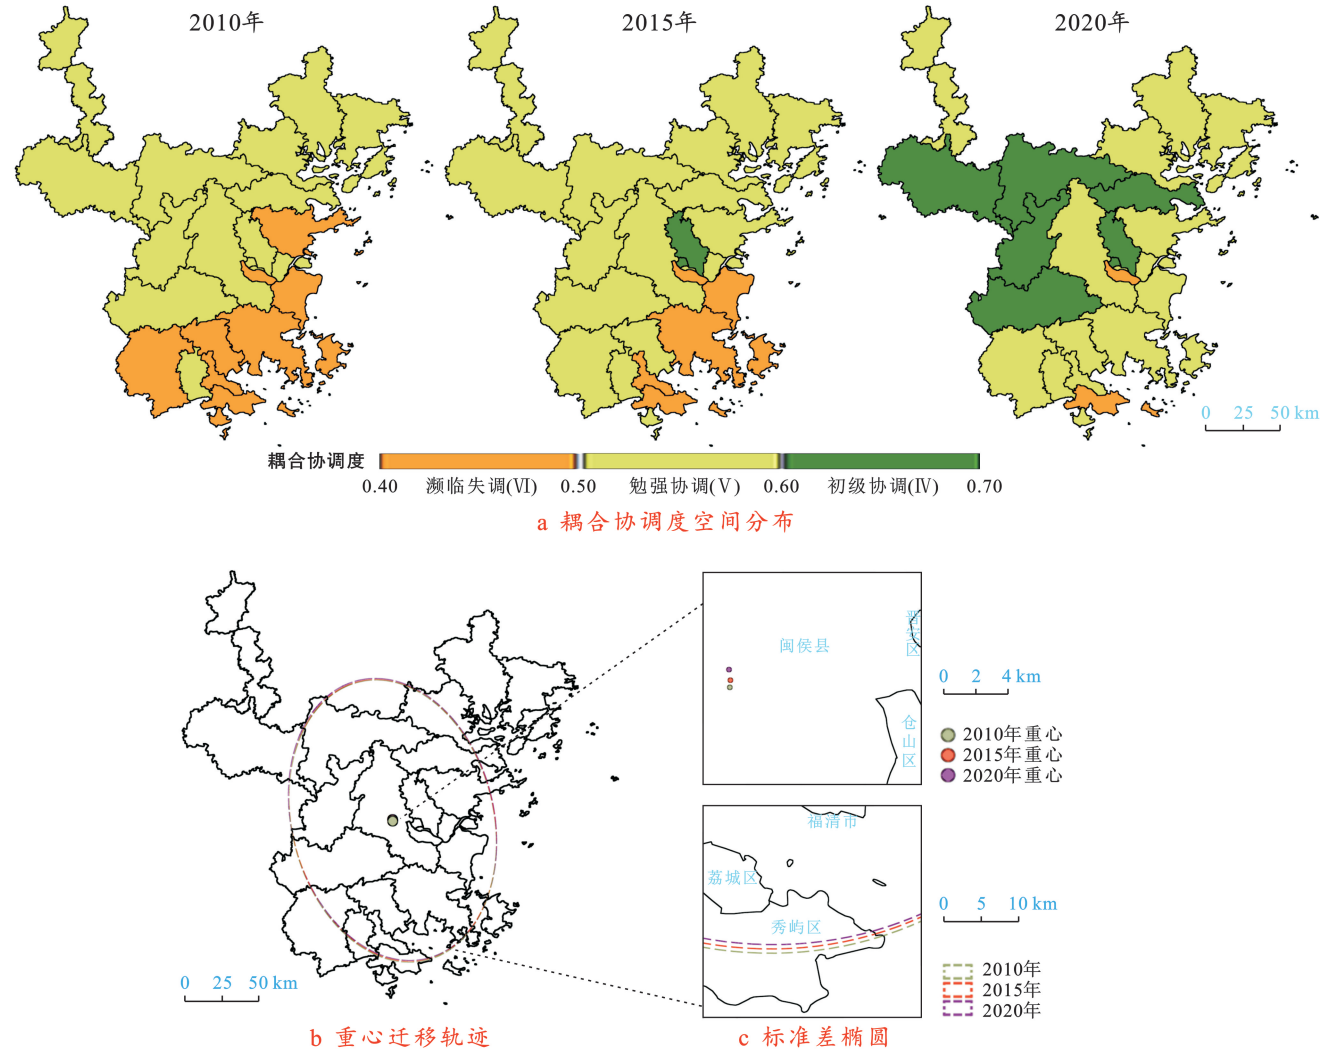 2010年
2015年
2020年
0 25 50 km
耦合协调度
0.40 濒临失调(Ⅵ) 0.50 勉强协调(Ⅴ) 0.60 初级协调(Ⅳ) 0.70
a 耦合协调度空间分布
闽侯县
晋安区
仓山区
0 2 4 km
2010年重心
2015年重心
2020年重心
福清市
荔城区
秀屿区
0 5 10 km
2010年
2015年
2020年
0 25 50 km
b 重心迁移轨迹
c 标准差椭圆